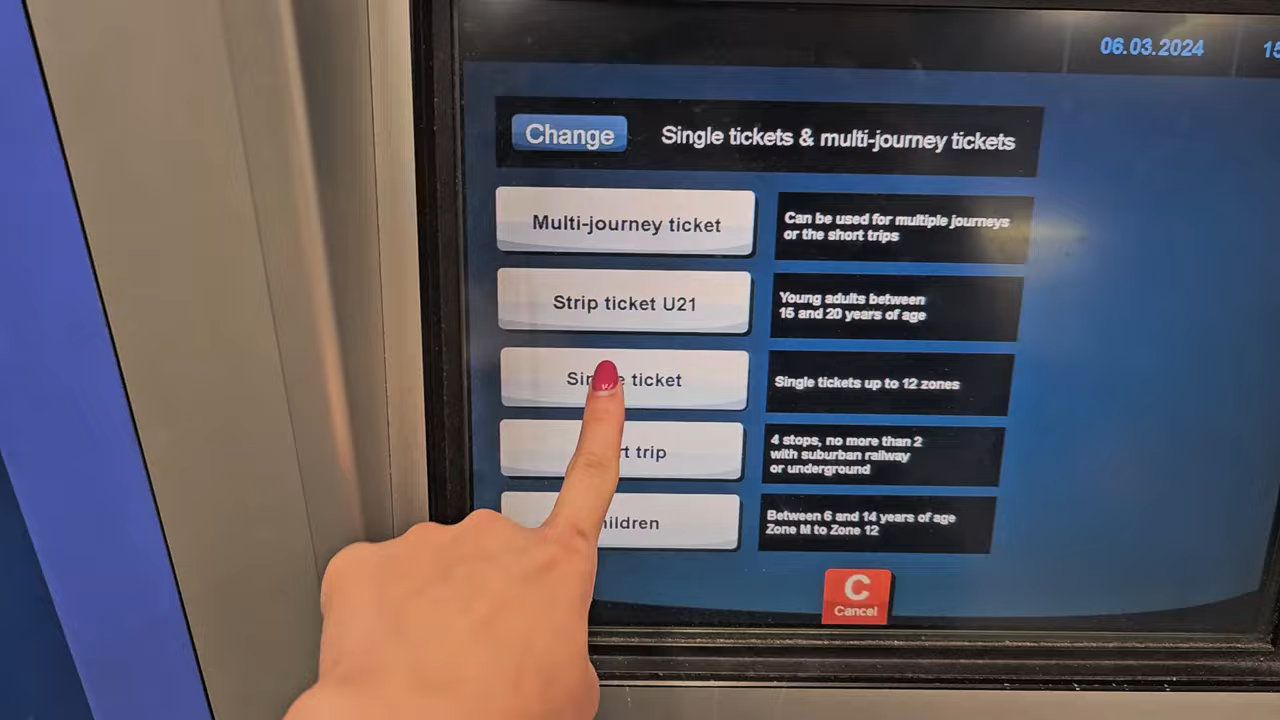 06.03.2024
Change
Single tickets & multi-journey tickets
Multi-journey ticket
Can be used for multiple journeys
or the short trips
Strip ticket U21
Young adults between
15 and 20 years of age
ticket
Single tickets up to 12 zones
trip
4 stops, no more than 2
with suburban railway
or underground
Between 6 and 14 years of age
Zone M to Zone 12
C
Cancel